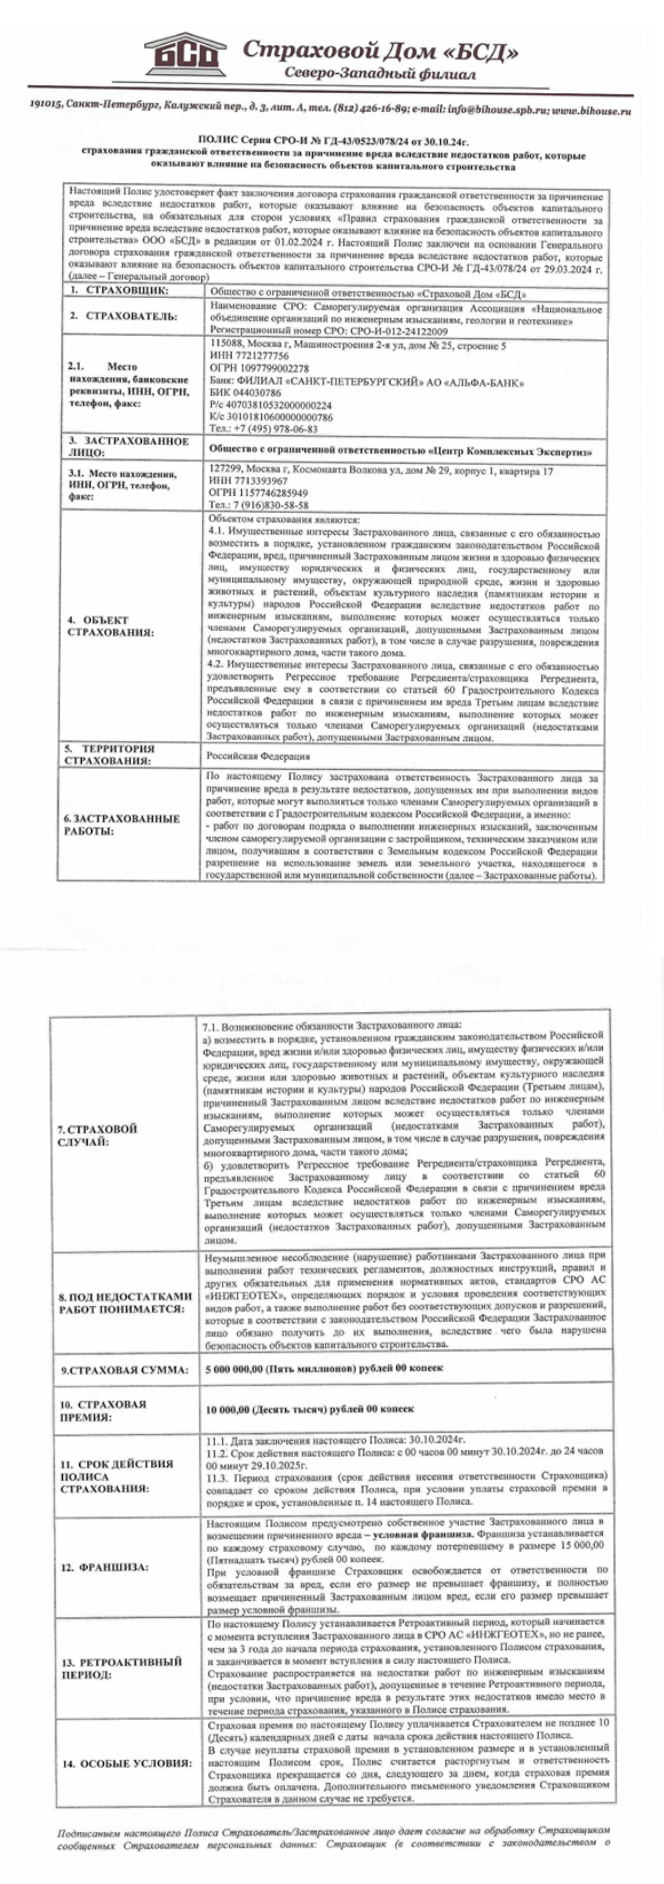 БСД
Страховой Дом «БСД»
Северо-Западный филиал
191015, Санкт-Петербург, Калужский пер., д. 3, лит. А, тел. (812) 426-16-89; e-mail: info@bihouse.spb.ru; www.bihouse.ru
ПОЛИС Серия СРО-И № ГД-43/0523/078/24 от 30.10.24г.
страхования гражданской ответственности за причинение вреда вследствие недостатков работ, которые
оказывают влияние на безопасность объектов капитального строительства
Настоящий Полис удостоверяет факт заключения договора страхования гражданской ответственности за причинение
вреда вследствие недостатков работ, которые оказывают влияние на безопасность объектов капитального
строительства, на обязательных для сторон условиях «Правил страхования гражданской ответственности за
причинение вреда вследствие недостатков работ, которые оказывают влияние на безопасность объектов капитального
строительства» ООО «БСД» в редакции от 01.02.2024 г. Настоящий Полис заключен на основании Генерального
договора страхования гражданской ответственности за причинение вреда вследствие недостатков работ, которые
оказывают влияние на безопасность объектов капитального строительства СРО-И № ГД-43/078/24 от 29.03.2024 г.
(далее – Генеральный договор)
1. СТРАХОВЩИК:
Общество с ограниченной ответственностью «Страховой Дом «БСД»
2. СТРАХОВАТЕЛЬ:
Наименование СРО: Саморегулируемая организация Ассоциация «Национальное
объединение организаций по инженерным изысканиям, геологии и геотехнике»
Регистрационный номер СРО: СРО-И-012-24122009
2.1. Место
нахождения, банковские
реквизиты, ИНН, ОГРН,
телефон, факс:
115088, Москва г, Машиностроения 2-я ул, дом № 25, строение 5
ИНН 7721277756
ОГРН 1097799002278
Банк: ФИЛИАЛ «САНКТ-ПЕТЕРБУРГСКИЙ» АО «АЛЬФА-БАНК»
БИК 044030786
Р/с 40703810532000000224
К/с 30101810600000000786
Тел.: +7 (495) 978-06-83
3. ЗАСТРАХОВАННОЕ
ЛИЦО:
Общество с ограниченной ответственностью «Центр Комплексных Экспертиз»
3.1. Место нахождения,
ИНН, ОГРН, телефон,
факс:
127299, Москва г, Космонавта Волкова ул, дом № 29, корпус 1, квартира 17
ИНН 7713393967
ОГРН 1157746285949
Тел.: 7 (916)830-58-58
4. ОБЪЕКТ
СТРАХОВАНИЯ:
Объектом страхования являются:
4.1. Имущественные интересы Застрахованного лица, связанные с его обязанностью
возместить в порядке, установленном гражданским законодательством Российской
Федерации, вред, причиненный Застрахованным лицом жизни и здоровью физических
лиц, имуществу юридических и физических лиц, государственному или
муниципальному имуществу, окружающей природной среде, жизни и здоровью
животных и растений, объектам культурного наследия (памятникам истории и
культуры) народов Российской Федерации вследствие недостатков работ по
инженерным изысканиям, выполнение которых может осуществляться только
членами Саморегулируемых организаций, допущенными Застрахованным лицом
(недостатков Застрахованных работ), в том числе в случае разрушения, повреждения
многоквартирного дома, части такого дома.
4.2. Имущественные интересы Застрахованного лица, связанные с его обязанностью
удовлетворить Регрессное требование Регредиента/страховщика Регредиента,
предъявленные ему в соответствии со статьей 60 Градостроительного Кодекса
Российской Федерации в связи с причинением им вреда Третьим лицам вследствие
недостатков работ по инженерным изысканиям, выполнение которых может
осуществляться только членами Саморегулируемых организаций (недостатками
Застрахованных работ), допущенными Застрахованным лицом.
5. ТЕРРИТОРИЯ
СТРАХОВАНИЯ:
Российская Федерация
6. ЗАСТРАХОВАННЫЕ
РАБОТЫ:
По настоящему Полису застрахована ответственность Застрахованного лица за
причинение вреда в результате недостатков, допущенных им при выполнении видов
работ, которые могут выполняться только членами Саморегулируемых организаций в
соответствии с Градостроительным кодексом Российской Федерации, а именно:
- работ по договорам подряда о выполнении инженерных изысканий, заключенным
членом саморегулируемой организации с застройщиком, техническим заказчиком или
лицом, получившим в соответствии с Земельным кодексом Российской Федерации
разрешение на использование земель или земельного участка, находящегося в
государственной или муниципальной собственности (далее – Застрахованные работы).
7. СТРАХОВОЙ
СЛУЧАЙ:
7.1. Возникновение обязанности Застрахованного лица:
а) возместить в порядке, установленном гражданским законодательством Российской
Федерации, вред жизни и/или здоровью физических лиц, имуществу физических и/или
юридических лиц, государственному или муниципальному имуществу, окружающей
среде, жизни или здоровью животных и растений, объектам культурного наследия
(памятникам истории и культуры) народов Российской Федерации (Третьим лицам),
причиненный Застрахованным лицом вследствие недостатков работ по инженерным
изысканиям, выполнение которых может осуществляться только членами
Саморегулируемых организаций (недостатками Застрахованных работ),
допущенными Застрахованным лицом, в том числе в случае разрушения, повреждения
многоквартирного дома, части такого дома;
б) удовлетворить Регрессное требование Регредиента/страховщика Регредиента,
предъявленное Застрахованному лицу в соответствии со статьей 60
Градостроительного Кодекса Российской Федерации в связи с причинением вреда
Третьим лицам вследствие недостатков работ по инженерным изысканиям,
выполнение которых может осуществляться только членами Саморегулируемых
организаций (недостатков Застрахованных работ), допущенными Застрахованным
лицом.
8. ПОД НЕДОСТАТКАМИ
РАБОТ ПОНИМАЕТСЯ:
Неумышленное несоблюдение (нарушение) работниками Застрахованного лица при
выполнении работ технических регламентов, должностных инструкций, правил и
других обязательных для применения нормативных актов, стандартов СРО АС
«ИНЖГЕОТЕХ», определяющих порядок и условия проведения соответствующих
видов работ, а также выполнение работ без соответствующих допусков и разрешений,
которые в соответствии с законодательством Российской Федерации Застрахованное
лицо обязано получить до их выполнения, вследствие чего была нарушена
безопасность объектов капитального строительства.
9.СТРАХОВАЯ СУММА:
5 000 000,00 (Пять миллионов) рублей 00 копеек
10. СТРАХОВАЯ
ПРЕМИЯ:
10 000,00 (Десять тысяч) рублей 00 копеек
11. СРОК ДЕЙСТВИЯ
ПОЛИСА
СТРАХОВАНИЯ:
11.1. Дата заключения настоящего Полиса: 30.10.2024г.
11.2. Срок действия настоящего Полиса: с 00 часов 00 минут 30.10.2024г. до 24 часов
00 минут 29.10.2025г.
11.3. Период страхования (срок действия несения ответственности Страховщика)
совпадает со сроком действия Полиса, при условии уплаты страховой премии в
порядке и срок, установленные п. 14 настоящего Полиса.
12. ФРАНШИЗА:
Настоящим Полисом предусмотрено собственное участие Застрахованного лица в
возмещении причиненного вреда – условная франшиза. Франшиза устанавливается
по каждому страховому случаю, по каждому потерпевшему в размере 15 000,00
(Пятнадцать тысяч) рублей 00 копеек.
При условной франшизе Страховщик освобождается от ответственности по
обязательствам за вред, если его размер не превышает франшизу, и полностью
возмещает причиненный Застрахованным лицом вред, если его размер превышает
размер условной франшизы.
13. РЕТРОАКТИВНЫЙ
ПЕРИОД:
По настоящему Полису устанавливается Ретроактивный период, который начинается
с момента вступления Застрахованного лица в СРО АС «ИНЖГЕОТЕХ», но не ранее,
чем за 3 года до начала периода страхования, установленного Полисом страхования,
и заканчивается в момент вступления в силу настоящего Полиса.
Страхование распространяется на недостатки работ по инженерным изысканиям
(недостатки Застрахованных работ), допущенные в течение Ретроактивного периода,
при условии, что причинение вреда в результате этих недостатков имело место в
течение периода страхования, указанного в Полисе страхования.
14. ОСОБЫЕ УСЛОВИЯ:
Страховая премия по настоящему Полису уплачивается Страхователем не позднее 10
(Десять) календарных дней с даты начала срока действия настоящего Полиса.
В случае неуплаты страховой премии в установленном размере и в установленный
настоящим Полисом срок, Полис считается расторгнутым и ответственность
Страховщика прекращается со дня, следующего за днем, когда страховая премия
должна быть оплачена. Дополнительного письменного уведомления Страховщиком
Страхователя в данном случае не требуется.
Подписанием настоящего Полиса Страхователь/Застрахованное лицо дает согласие на обработку Страховщиком
сообщенных Страхователем персональных данных: Страховщик (в соответствии с законодательством о